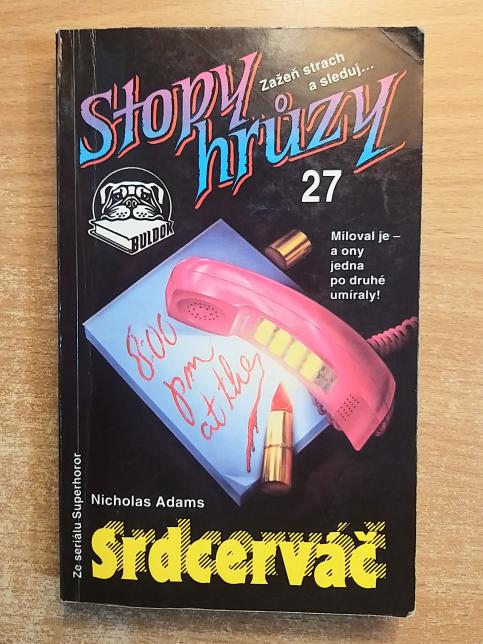 Zažeň strach
a sleduj...
Stopy
hrůzy
27
BULDOK
Miloval je –
a ony
jedna
po druhé
umíraly!
8:00
pm
at the
Nicholas Adams
Srdcerváč
Ze seriálu Superhoror